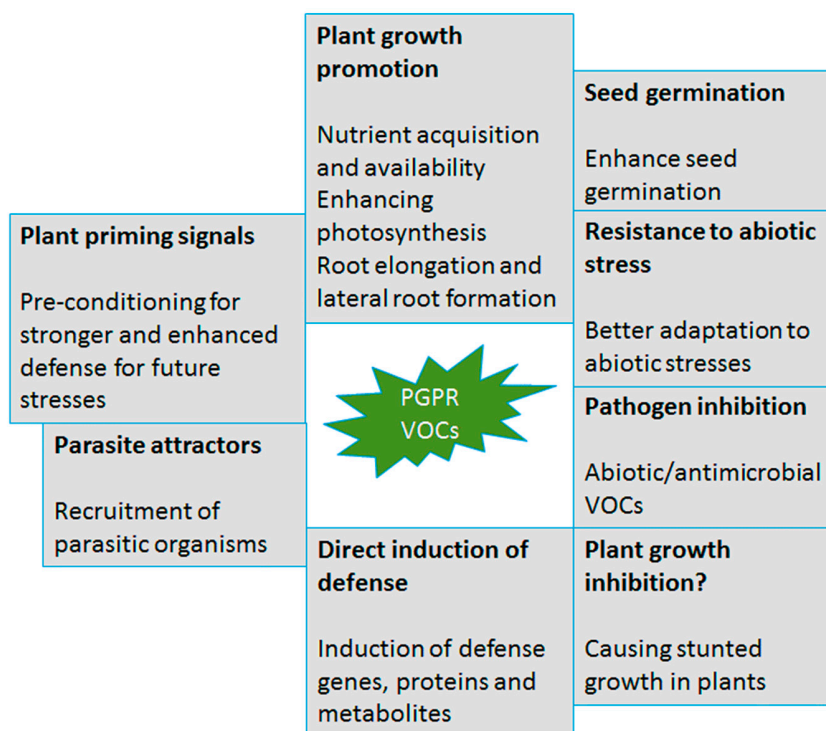 Plant growth
promotion
Nutrient acquisition
and availability
Enhancing
photosynthesis
Root elongation and
lateral root formation
Seed germination
Enhance seed
germination
Plant priming signals
Pre-conditioning for
stronger and enhanced
defense for future
stresses
Resistance to abiotic
stress
Better adaptation to
abiotic stresses
PGPR
VOCs
Pathogen inhibition
Abiotic/antimicrobial
VOCs
Parasite attractors
Recruitment of
parasitic organisms
Direct induction of
defense
Induction of defense
genes, proteins and
metabolites
Plant growth
inhibition?
Causing stunted
growth in plants